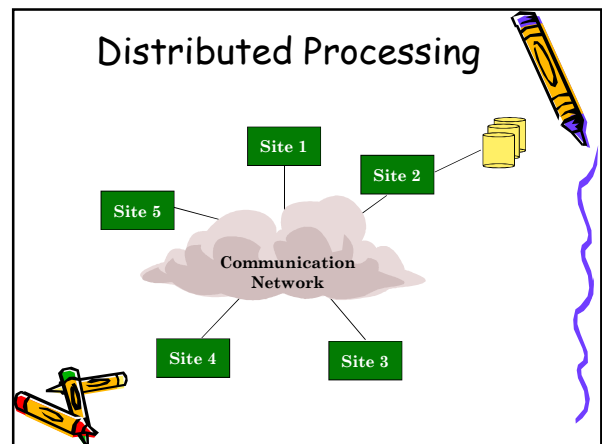 Distributed Processing
Site 1
Site 2
Site 5
Communication
Network
Site 4
Site 3